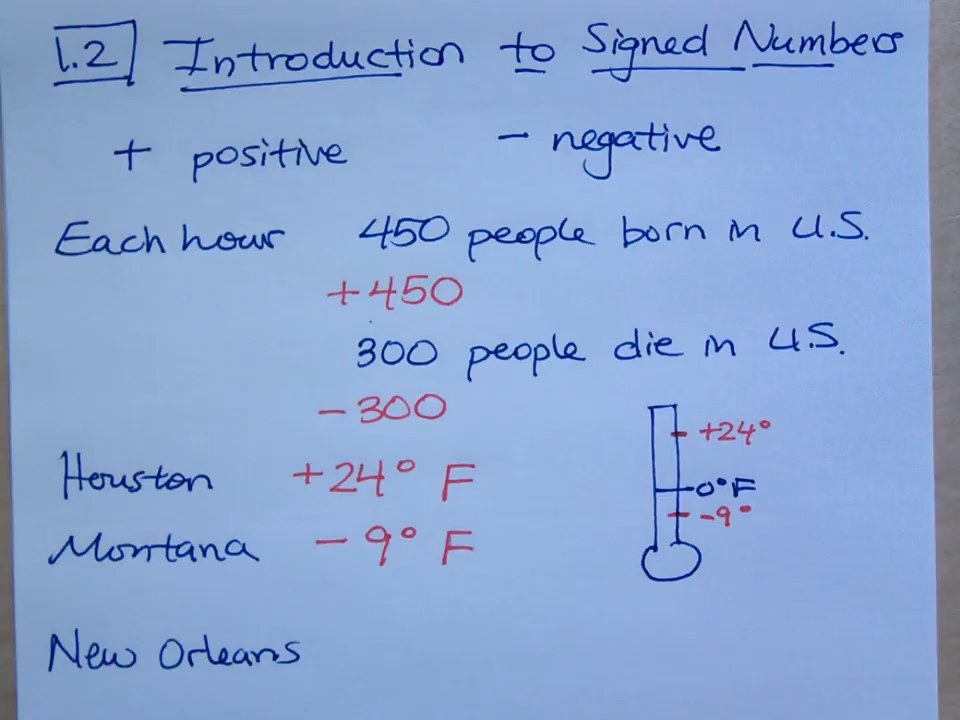 1.2 Introduction to Signed Numbers
+ positive - negative
Each hour 450 people born in U.S.
+450
300 people die in U.S.
-300
+24°
Houston +24° F
0°F
-9°
Montana -9° F
New Orleans